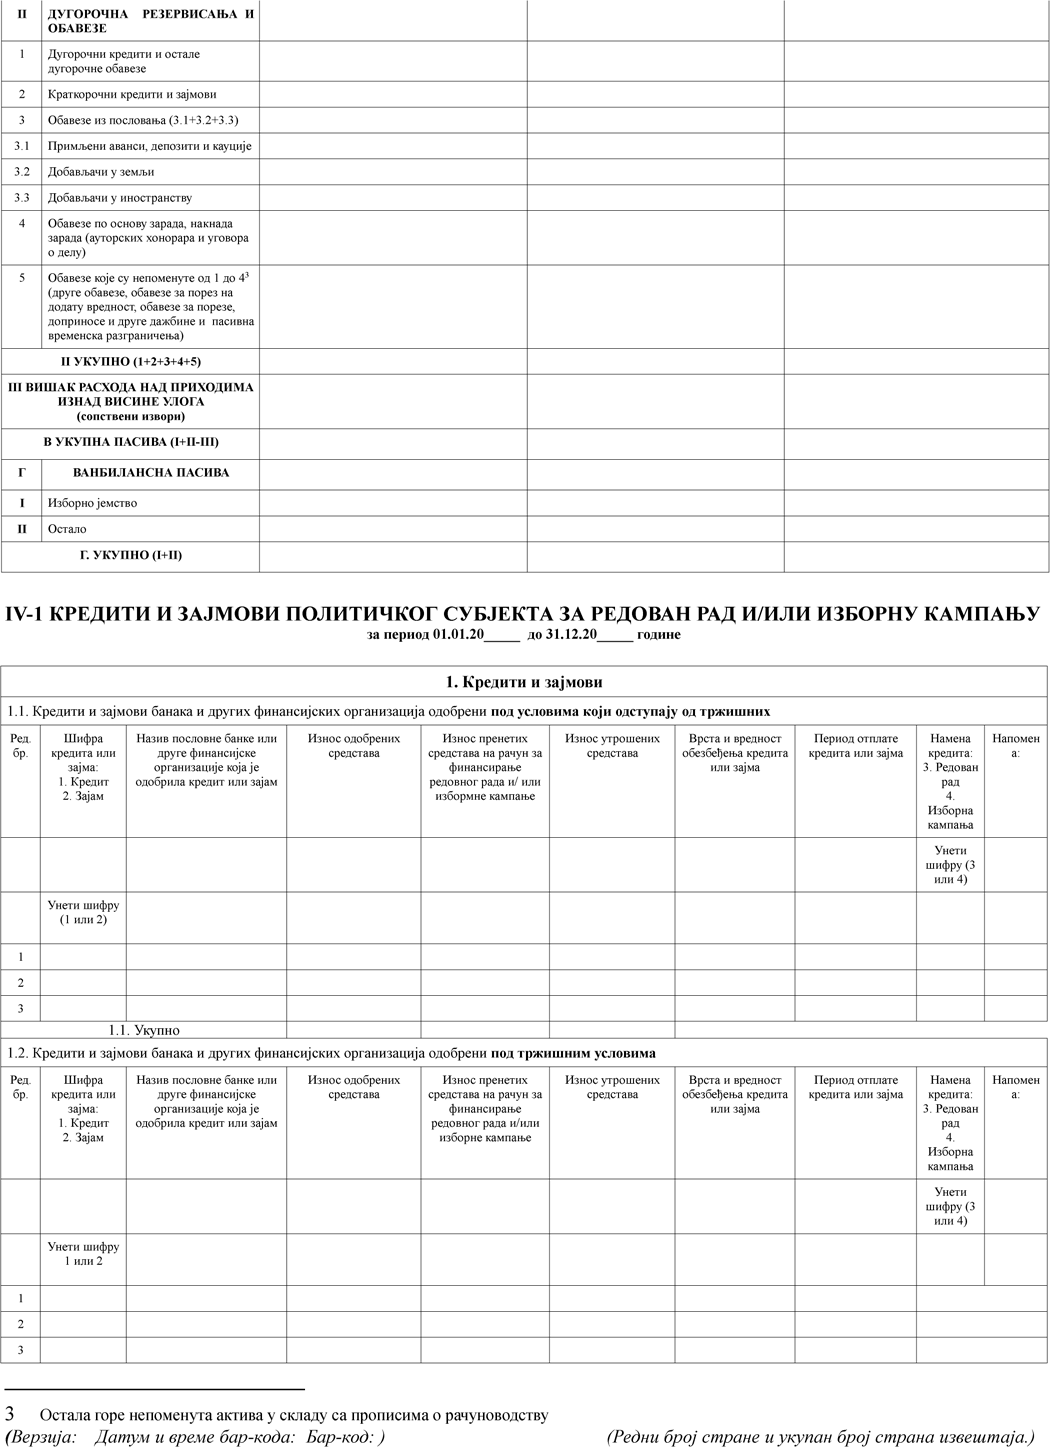 II ДУГОРОЧНА РЕЗЕРВИСАЊА И
ОБАВЕЗЕ
1 Дугорочни кредити и остале
дугорочне обавезе
2 Краткорочни кредити и зајмови
3 Обавезе из пословања (3.1+3.2+3.3)
3.1 Примљени аванси, депозити и кауције
3.2 Добављачи у земљи
3.3 Добављачи у иностранству
4 Обавезе по основу зарада, накнада
зарада (ауторских хонорара и уговора
о делу)
5 Обавезе које су непоменуте од 1 до 4³
(друге обавезе, обавезе за порез на
додату вредност, обавезе за порезе,
доприносе и друге дажбине и пасивна
временска разграничења)
II УКУПНО (1+2+3+4+5)
III ВИШАК РАСХОДА НАД ПРИХОДИМА
ИЗНАД ВИСИНЕ УЛОГА
(сопствени извори)
В УКУПНА ПАСИВА (I+II-III)
Г ВАНБИЛАНСНА ПАСИВА
I Изборно јемство
II Остало
Г. УКУПНО (I+II)
IV-1 КРЕДИТИ И ЗАЈМОВИ ПОЛИТИЧКОГ СУБЈЕКТА ЗА РЕДОВАН РАД И/ИЛИ ИЗБОРНУ КАМПАЊУ
за период 01.01.20_____ до 31.12.20_____ године
1. Кредити и зајмови
1.1. Кредити и зајмови банака и других финансијских организација одобрени под условима који одступају од тржишних
Ред.
бр.
Шифра
кредита или
зајма:
1. Кредит
2. Зајам
Назив пословне банке или
друге финансијске
организације која је
одобрила кредит или зајам
Износ одобрених
средстава
Износ пренетих
средстава на рачун за
финансирање
редовног рада и/ или
избормне кампање
Износ утрошених
средстава
Врста и вредност
обезбеђења кредита
или зајма
Период отплате
кредита или зајма
Намена
кредита:
3. Редован
рад
4.
Изборна
кампања
Напомен
а:
Унети
шифру (3
или 4)
Унети шифру
(1 или 2)
1
2
3
1.1. Укупно
1.2. Кредити и зајмови банака и других финансијских организација одобрени под тржишним условима
Ред.
бр.
Шифра
кредита или
зајма:
1. Кредит
2. Зајам
Назив пословне банке или
друге финансијске
организације која је
одобрила кредит или зајам
Износ одобрених
средстава
Износ пренетих
средстава на рачун за
финансирање
редовног рада и/или
изборне кампање
Износ утрошених
средстава
Врста и вредност
обезбеђења кредита
или зајма
Период отплате
кредита или зајма
Намена
кредита:
3. Редован
рад
4.
Изборна
кампања
Напомен
а:
Унети
шифру (3
или 4)
Унети шифру
1 или 2
1
2
3
3 Остала горе непоменута актива у складу са прописима о рачуноводству
(Верзија: Датум и време бар-кода: Бар-код: ) (Редни број стране и укупан број страна извештаја.)